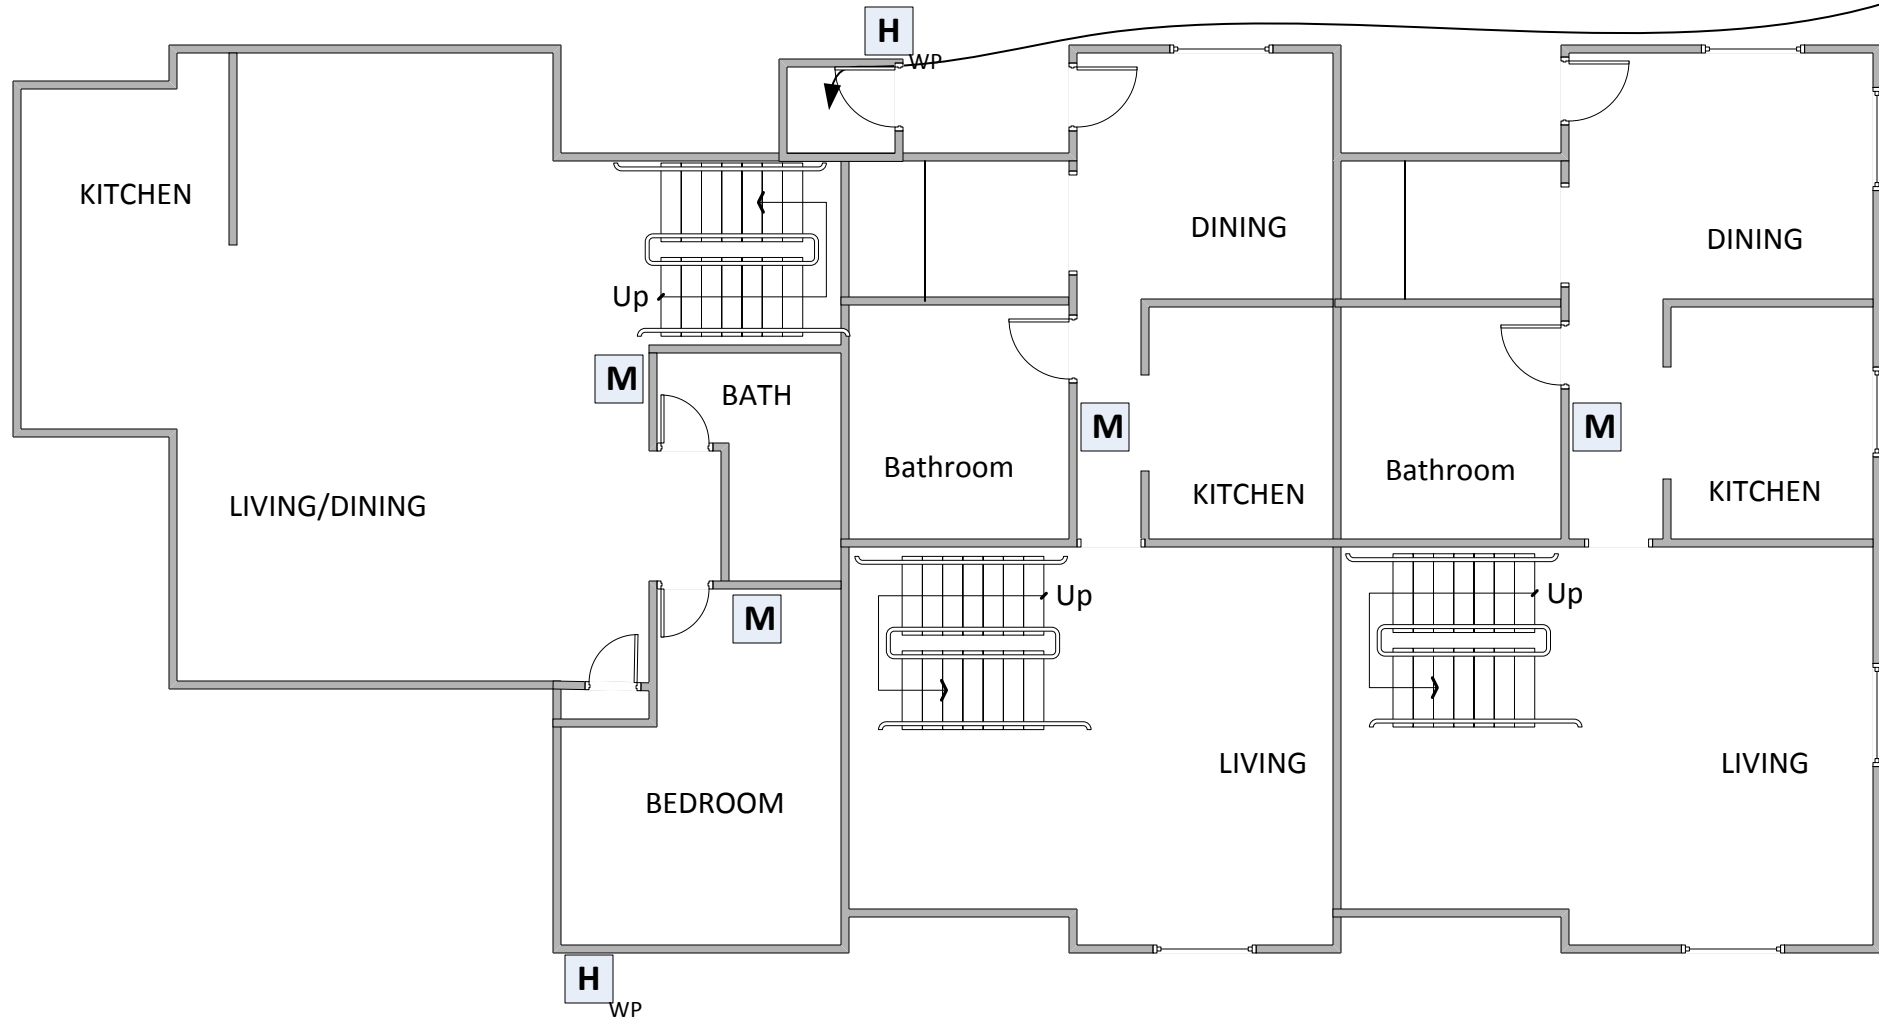 H
WP
KITCHEN
DINING
DINING
Up
M
BATH
M
M
Bathroom
Bathroom
KITCHEN
KITCHEN
LIVING/DINING
Up
Up
M
LIVING
LIVING
BEDROOM
H
WP